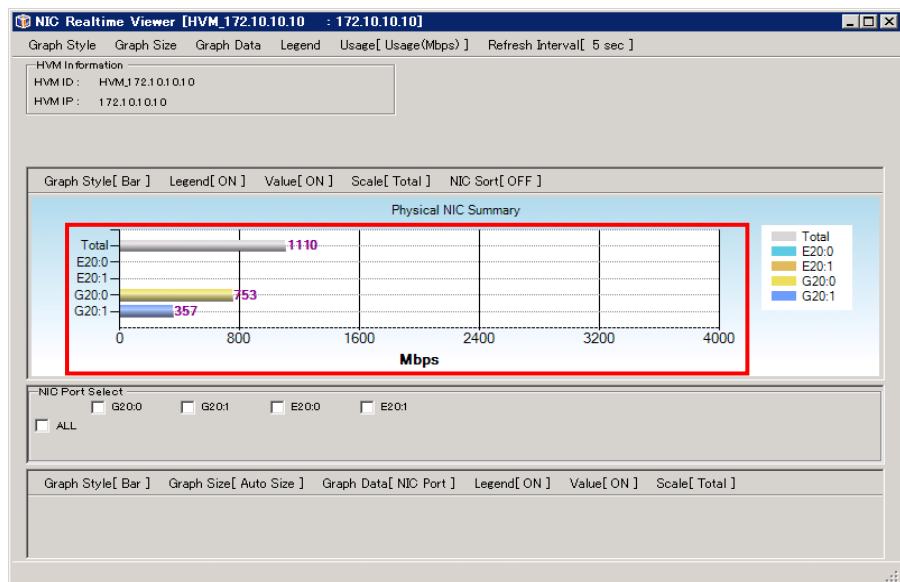 NIC Realtime Viewer [HVM_172.10.10.10 : 172.10.10.10]
Graph Style Graph Size Graph Data Legend Usage[ Usage(Mbps) ] Refresh Interval[ 5 sec ]
HVM Information
HVM ID : HVM_172.10.10.10
HVM IP : 172.10.10.10
Graph Style[ Bar ] Legend[ ON ] Value[ ON ] Scale[ Total ] NIC Sort[ OFF ]
Physical NIC Summary
Total 1110
E20:0
E20:1
G20:0 753
G20:1 357
0 800 1600 2400 3200 4000
Mbps
Total
E20:0
E20:1
G20:0
G20:1
NIC Port Select
G20:0 G20:1 E20:0 E20:1
ALL
Graph Style[ Bar ] Graph Size[ Auto Size ] Graph Data[ NIC Port ] Legend[ ON ] Value[ ON ] Scale[ Total ]